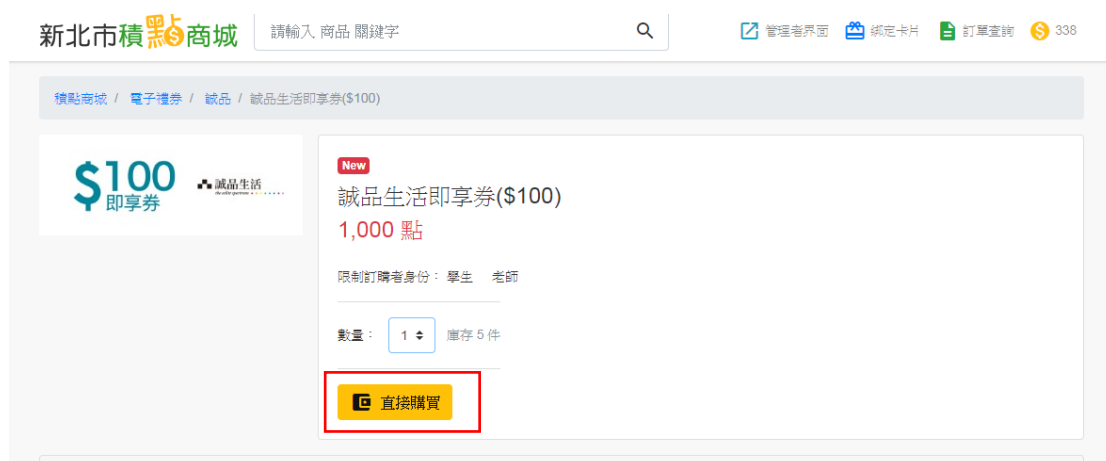 新北市積點商城
請輸入 商品 關鍵字
管理者界面
綁定卡片
訂單查詢
338
積點商城 / 電子禮券 / 誠品 / 誠品生活即享券($100)
$100
即享券
誠品生活
New
誠品生活即享券($100)
1,000 點
限制訂購者身份： 學生 老師
數量： 1 庫存 5 件
直接購買